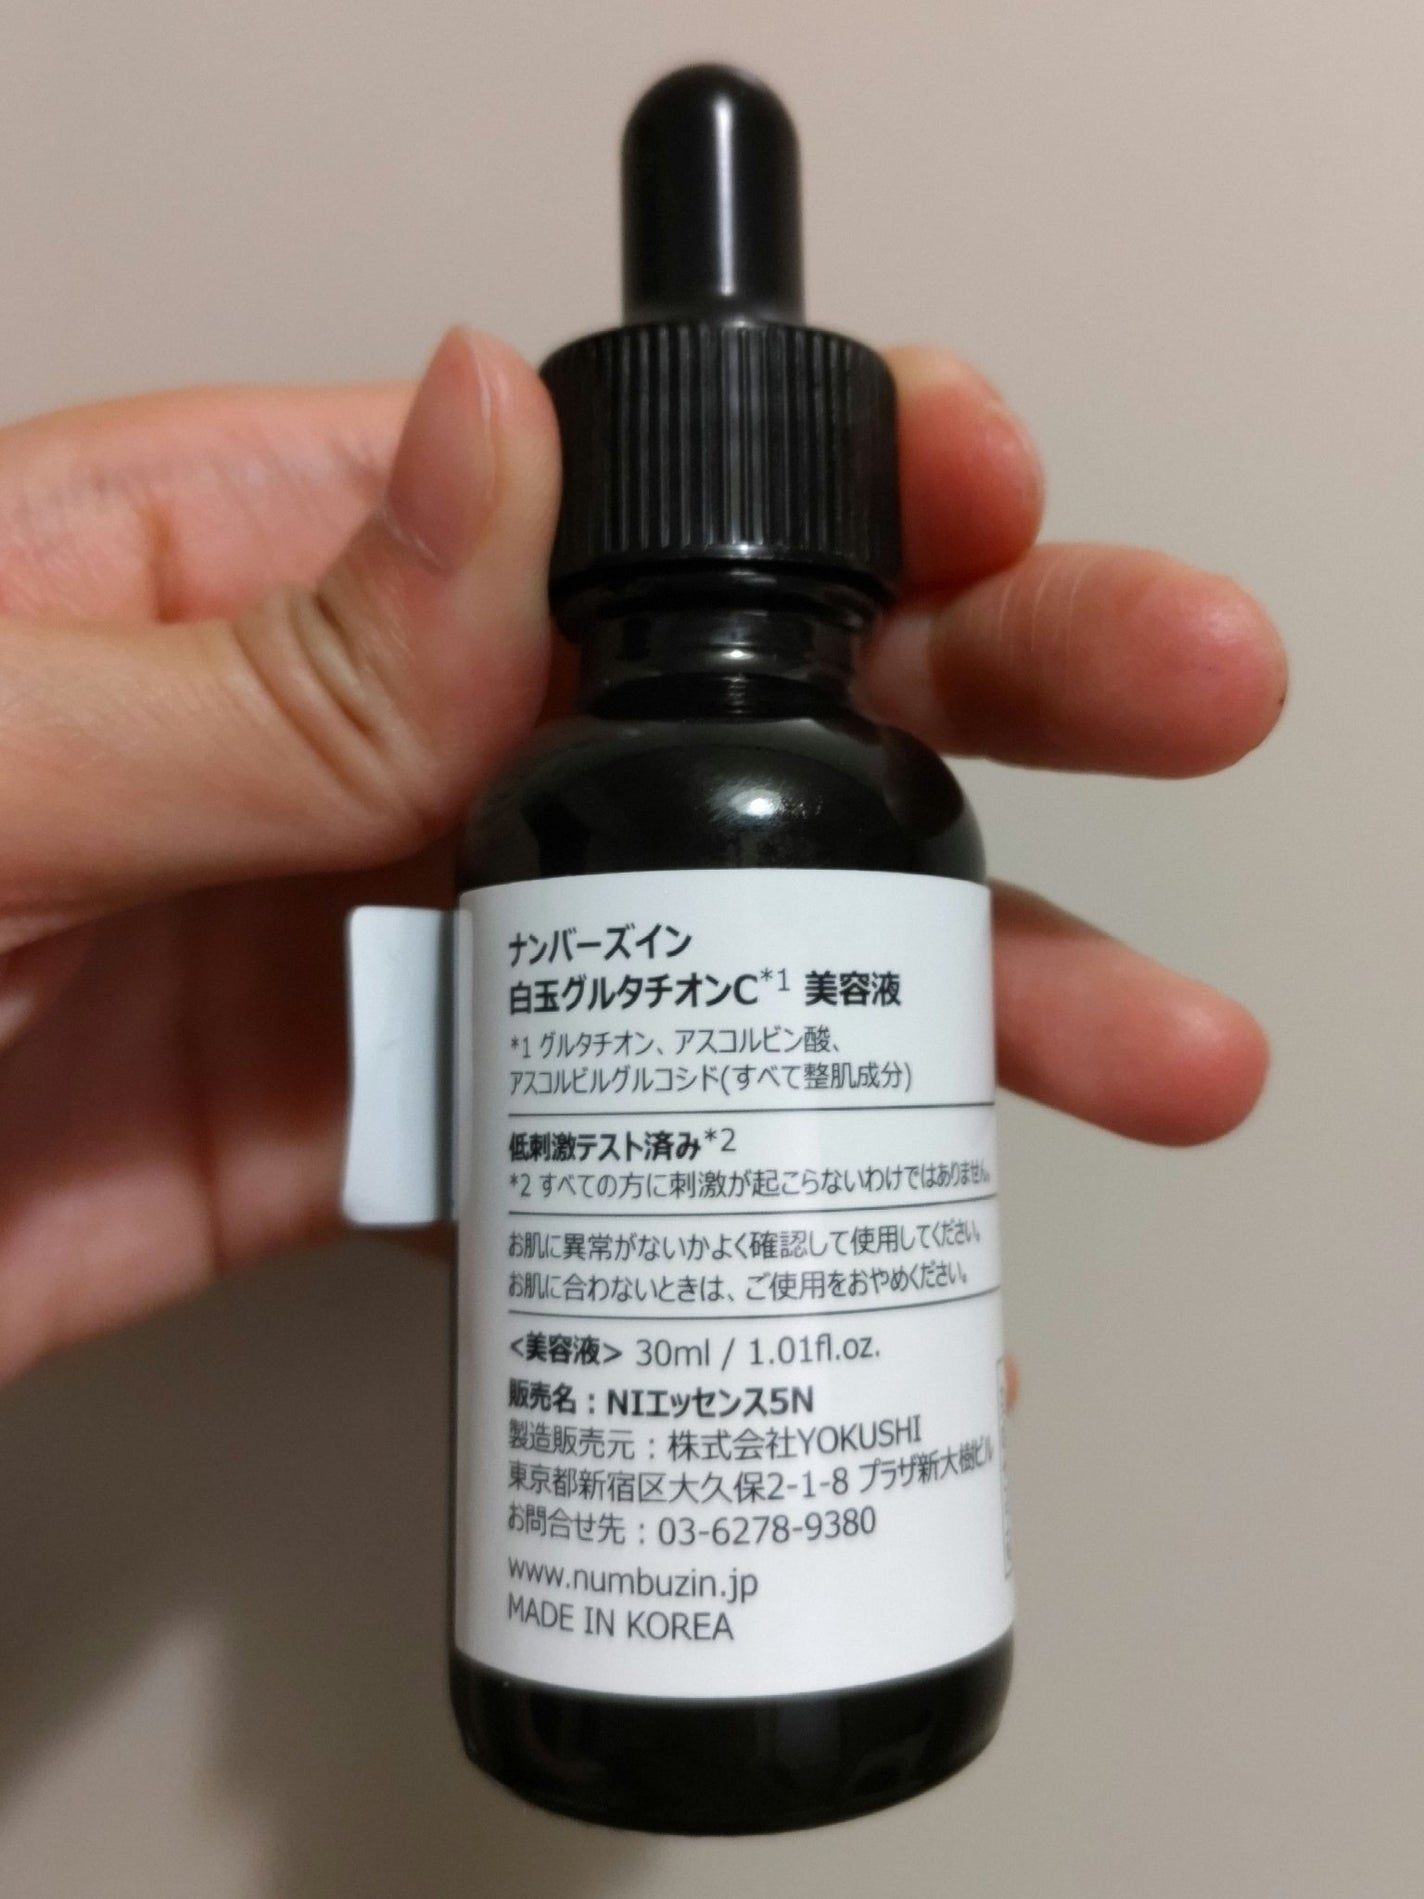 ナンバーズイン
白玉グルタチオンC*1 美容液
*1 グルタチオン、アスコルビン酸、
アスコルビルグルコシド(すべて整肌成分)
低刺激テスト済み*2
*2 すべての方に刺激が起こらないわけではありません。
お肌に異常がないかよく確認して使用してください。
お肌に合わないときは、ご使用をおやめください。
<美容液> 30ml / 1.01fl.oz.
販売名：NIエッセンス5N
製造販売元：株式会社YOKUSHI
東京都新宿区大久保2-1-8 プラザ新大樹ビル
お問合せ先：03-6278-9380
www.numbuzin.jp
MADE IN KOREA